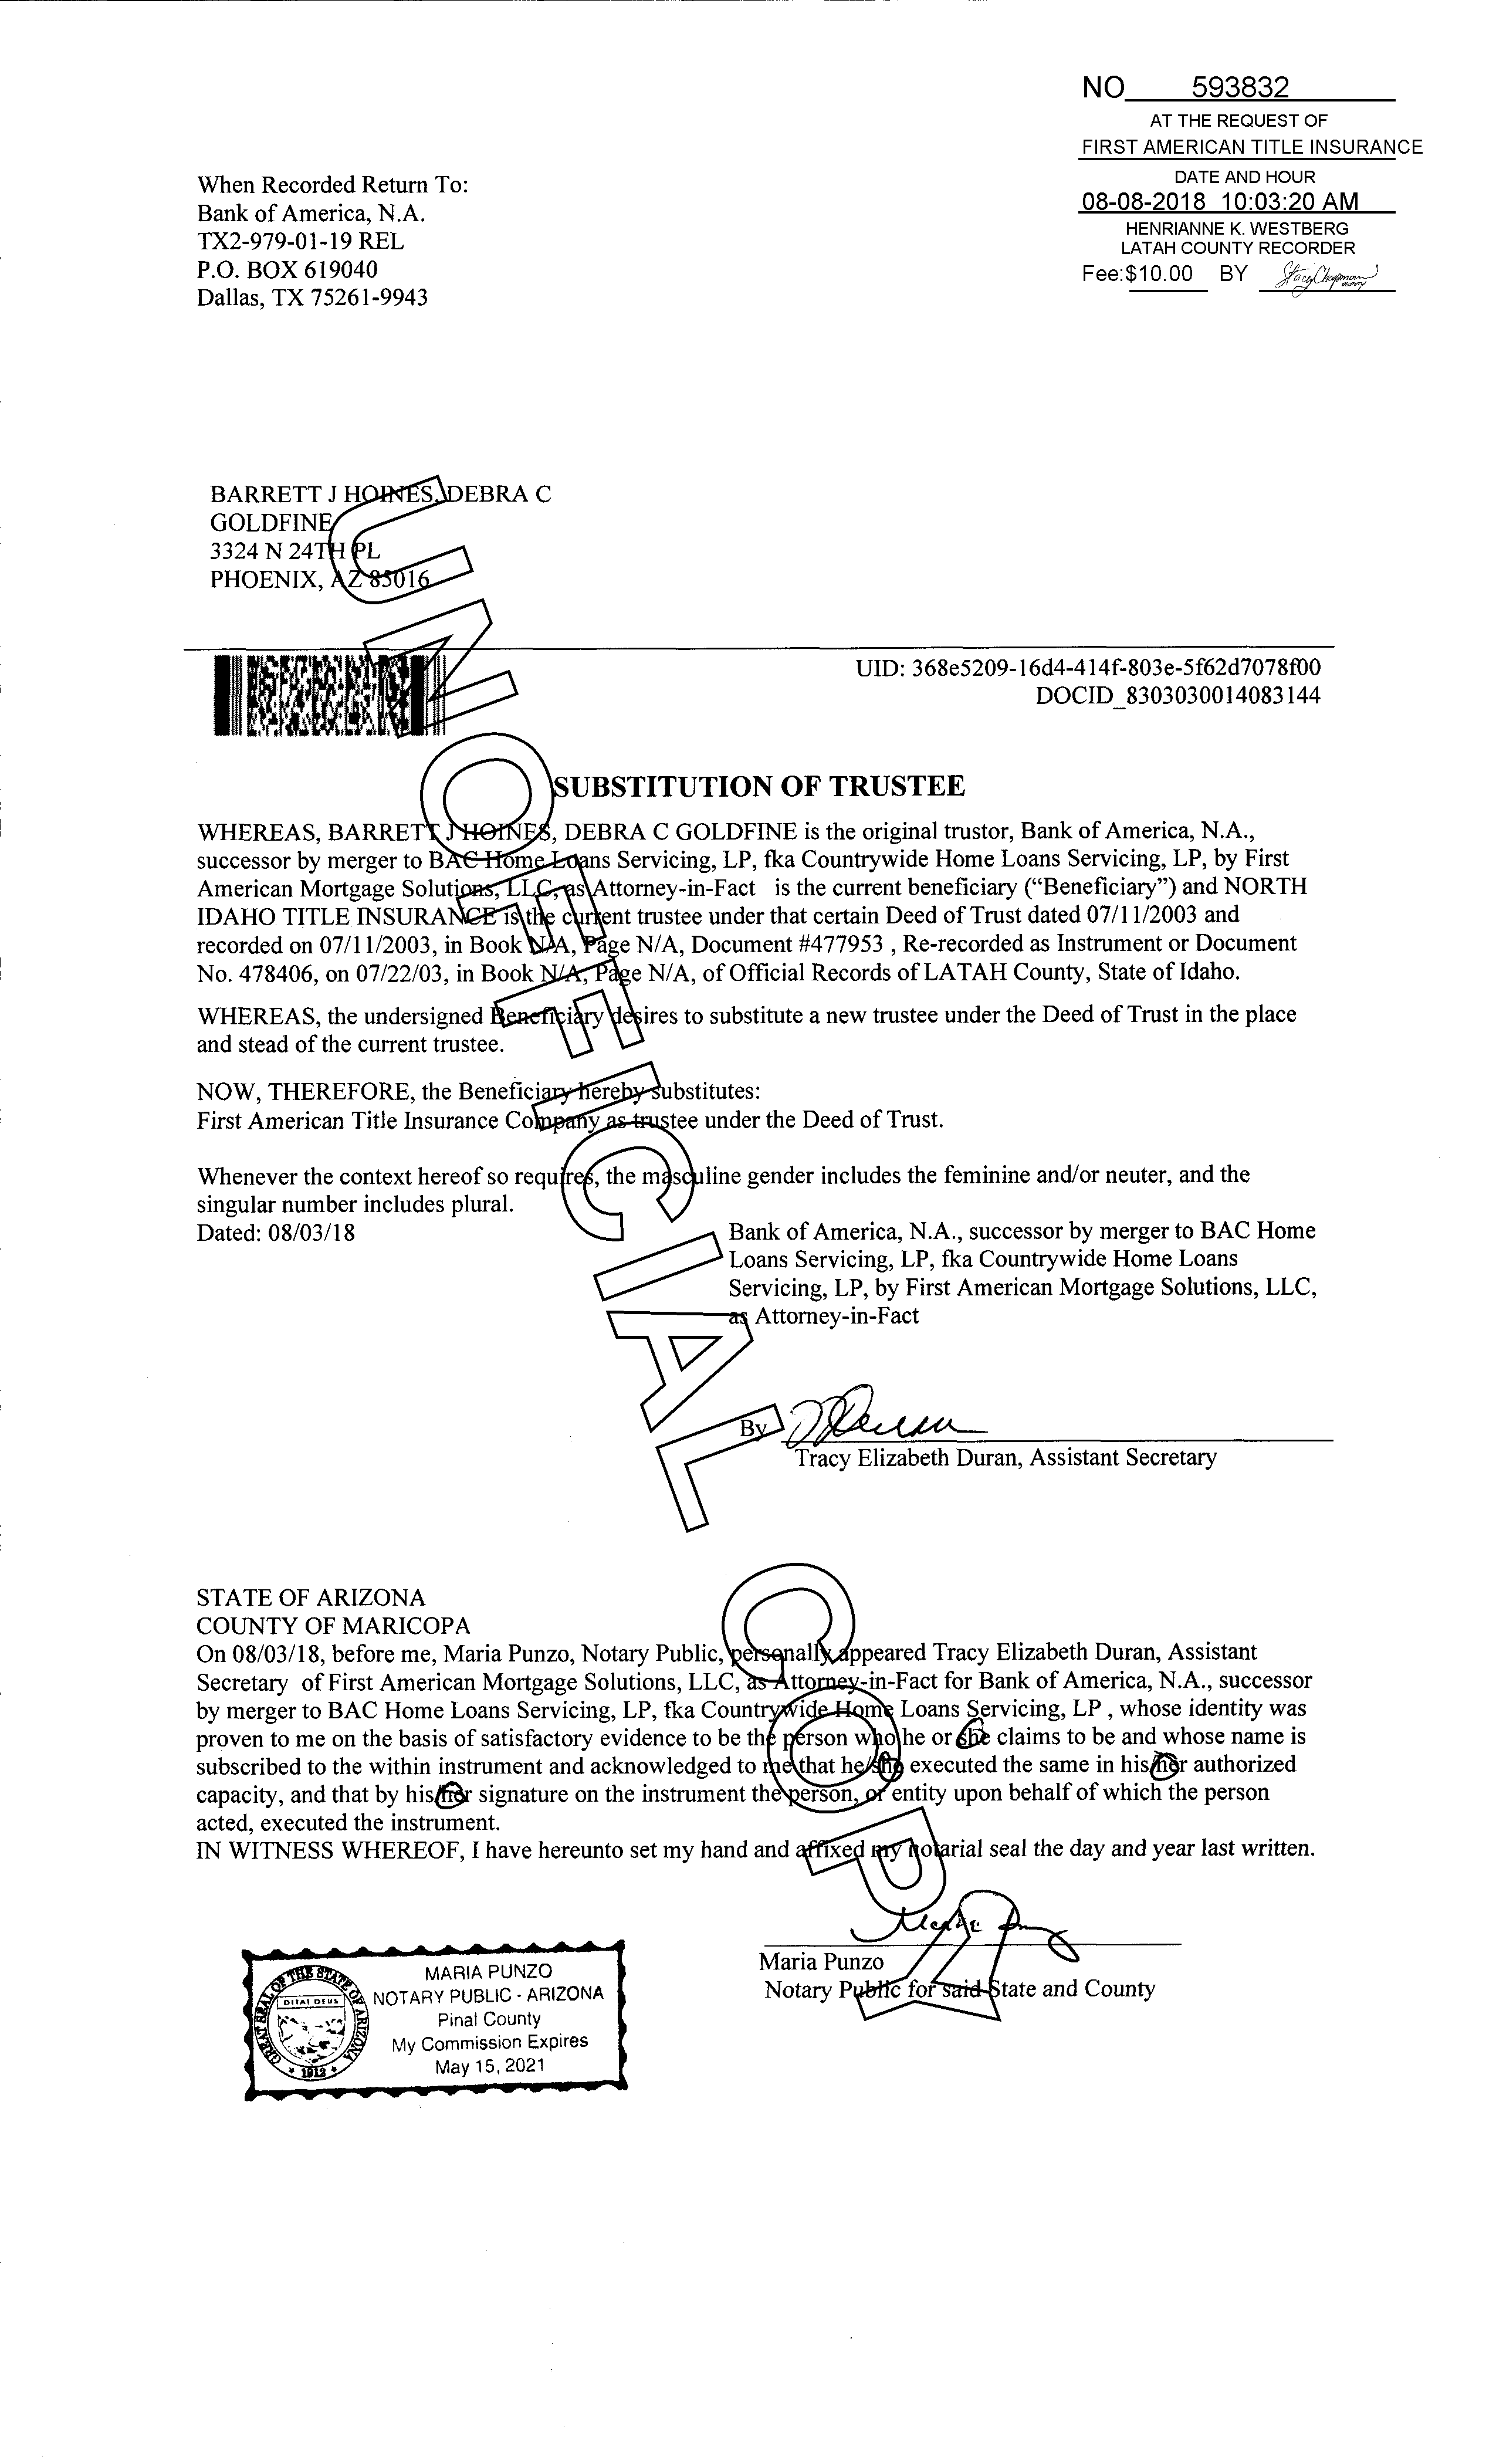 NO 593832
AT THE REQUEST OF
FIRST AMERICAN TITLE INSURANCE
DATE AND HOUR
08-08-2018 10:03:20 AM
HENRIANNE K. WESTBERG
LATAH COUNTY RECORDER
Fee:$10.00 BY Stacy Chapman
When Recorded Return To:
Bank of America, N.A.
TX2-979-01-19 REL
P.O. BOX 619040
Dallas, TX 75261-9943
BARRETT J HOINES, DEBRA C
GOLDFINE
3324 N 24TH PL
PHOENIX, AZ 85016
UID: 368e5209-16d4-414f-803e-5f62d7078f00
DOCID_8303030014083144
SUBSTITUTION OF TRUSTEE
WHEREAS, BARRETT J HOINES, DEBRA C GOLDFINE is the original trustor, Bank of America, N.A.,
successor by merger to BAC Home Loans Servicing, LP, fka Countrywide Home Loans Servicing, LP, by First
American Mortgage Solutions, LLC, as Attorney-in-Fact is the current beneficiary (“Beneficiary”) and NORTH
IDAHO TITLE INSURANCE is the current trustee under that certain Deed of Trust dated 07/11/2003 and
recorded on 07/11/2003, in Book N/A, Page N/A, Document #477953 , Re-recorded as Instrument or Document
No. 478406, on 07/22/03, in Book N/A, Page N/A, of Official Records of LATAH County, State of Idaho.
WHEREAS, the undersigned Beneficiary desires to substitute a new trustee under the Deed of Trust in the place
and stead of the current trustee.
NOW, THEREFORE, the Beneficiary hereby substitutes:
First American Title Insurance Company as trustee under the Deed of Trust.
Whenever the context hereof so requires, the masculine gender includes the feminine and/or neuter, and the
singular number includes plural.
Dated: 08/03/18
Bank of America, N.A., successor by merger to BAC Home
Loans Servicing, LP, fka Countrywide Home Loans
Servicing, LP, by First American Mortgage Solutions, LLC,
as Attorney-in-Fact
By
Tracy Elizabeth Duran, Assistant Secretary
STATE OF ARIZONA
COUNTY OF MARICOPA
On 08/03/18, before me, Maria Punzo, Notary Public, personally appeared Tracy Elizabeth Duran, Assistant
Secretary of First American Mortgage Solutions, LLC, as Attorney-in-Fact for Bank of America, N.A., successor
by merger to BAC Home Loans Servicing, LP, fka Countrywide Home Loans Servicing, LP , whose identity was
proven to me on the basis of satisfactory evidence to be the person who he or she claims to be and whose name is
subscribed to the within instrument and acknowledged to me that he/she executed the same in his/her authorized
capacity, and that by his/her signature on the instrument the person, or entity upon behalf of which the person
acted, executed the instrument.
IN WITNESS WHEREOF, I have hereunto set my hand and affixed my notarial seal the day and year last written.
Maria Punzo
Notary Public for said State and County
MARIA PUNZO
NOTARY PUBLIC - ARIZONA
Pinal County
My Commission Expires
May 15, 2021
GREAT SEAL OF THE STATE OF ARIZONA
DITAT DEUS
1912
UNOFFICIAL COPY